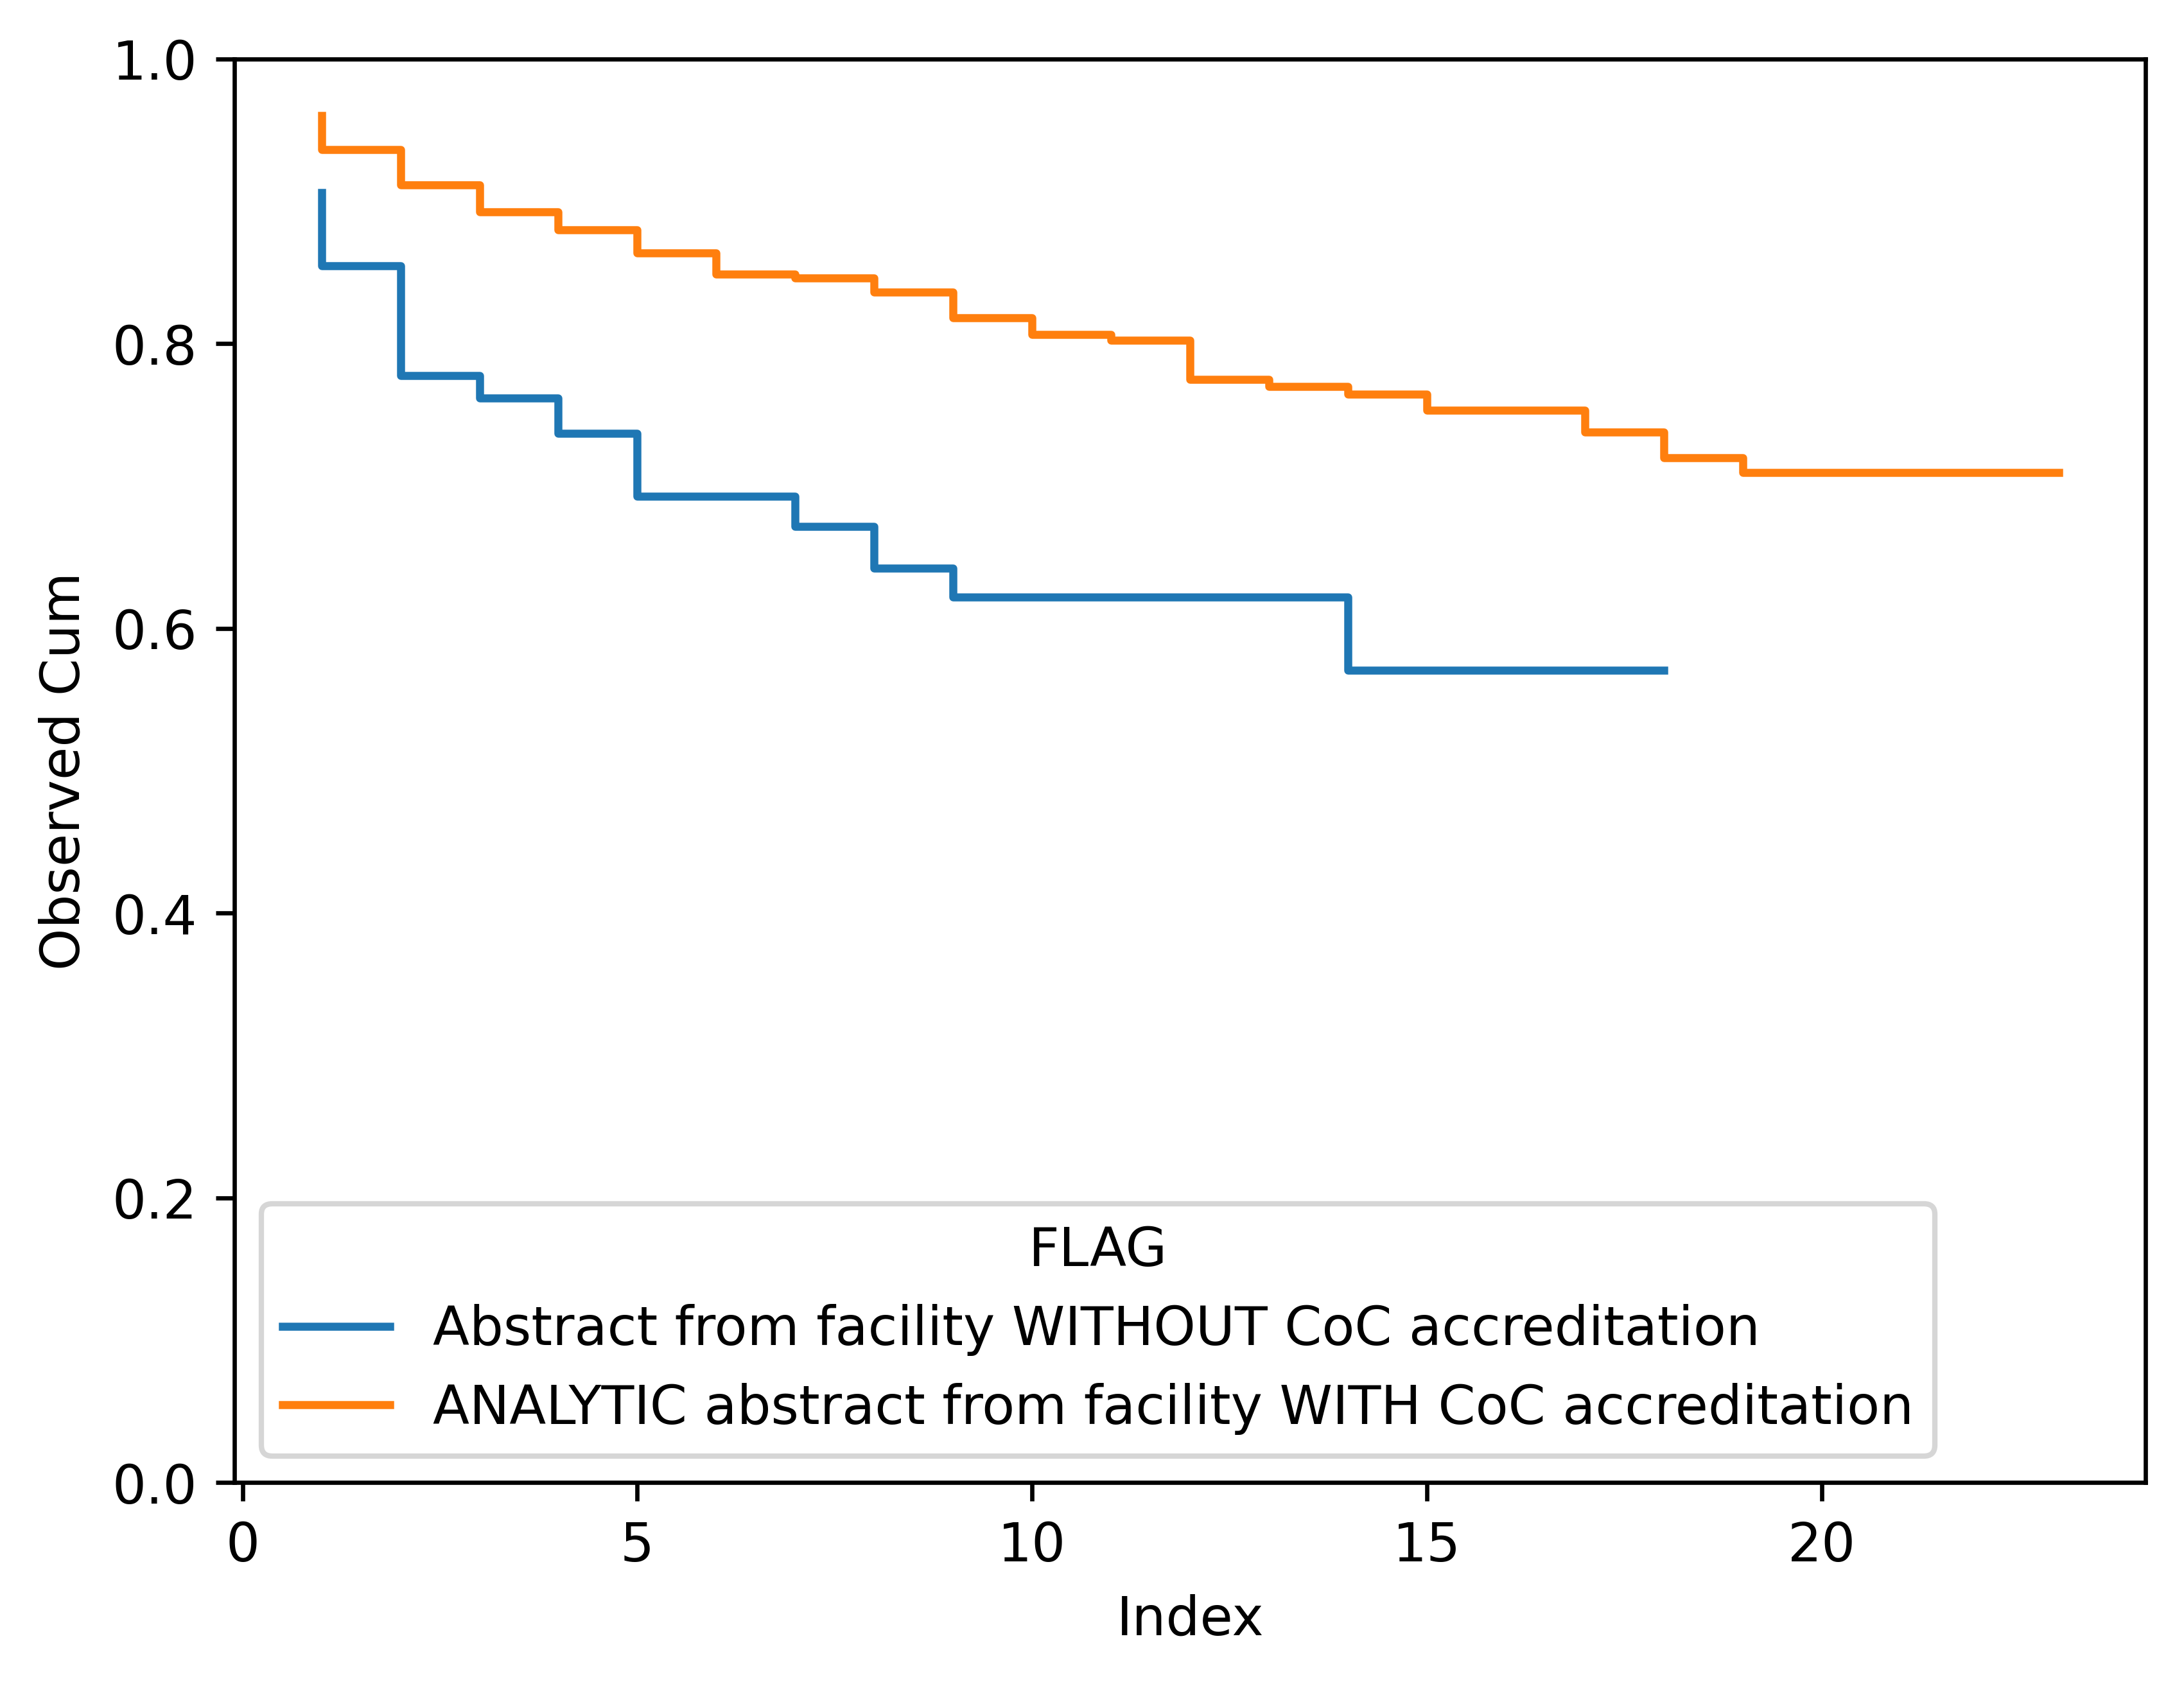 1.0
0.8
0.6
0.4
0.2
0.0
Observed Cum
FLAG
Abstract from facility WITHOUT CoC accreditation
ANALYTIC abstract from facility WITH CoC accreditation
0 5 10 15 20
Index